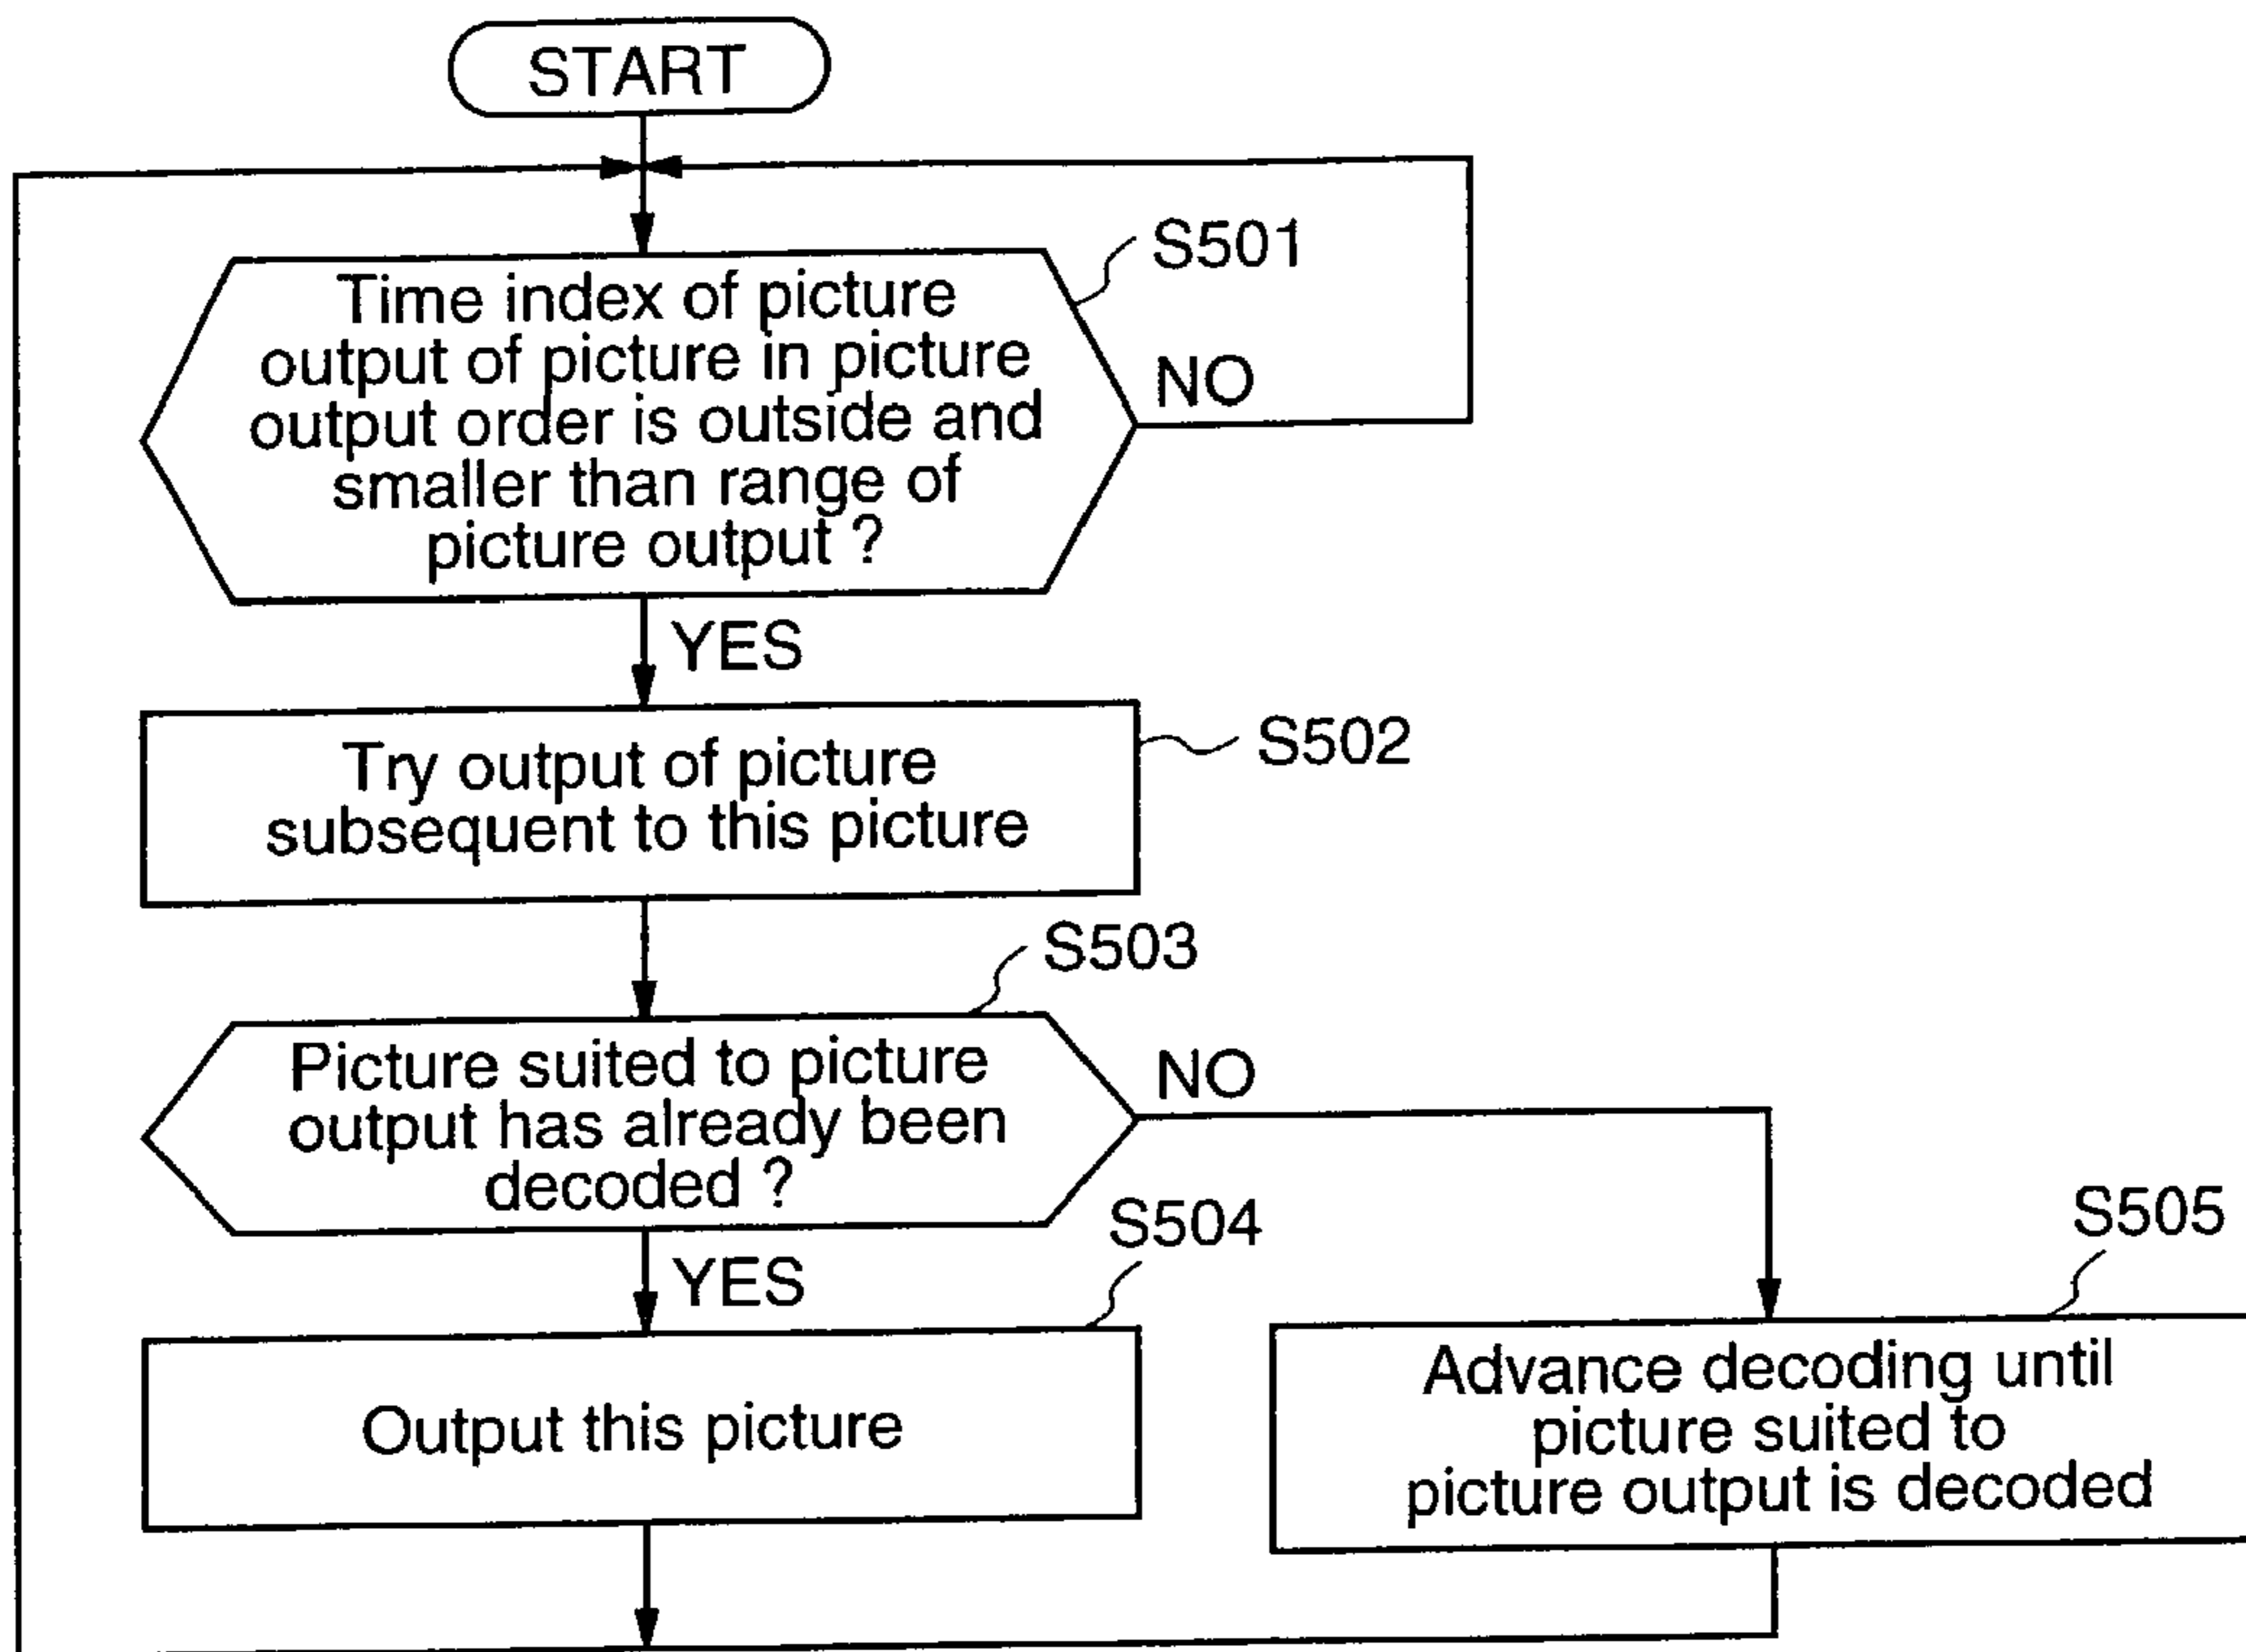 START
S501
Time index of picture
output of picture in picture
output order is outside and
smaller than range of
picture output ?
NO
YES
Try output of picture
subsequent to this picture
S502
S503
Picture suited to picture
output has already been
decoded ?
NO
YES
S504
Output this picture
S505
Advance decoding until
picture suited to
picture output is decoded